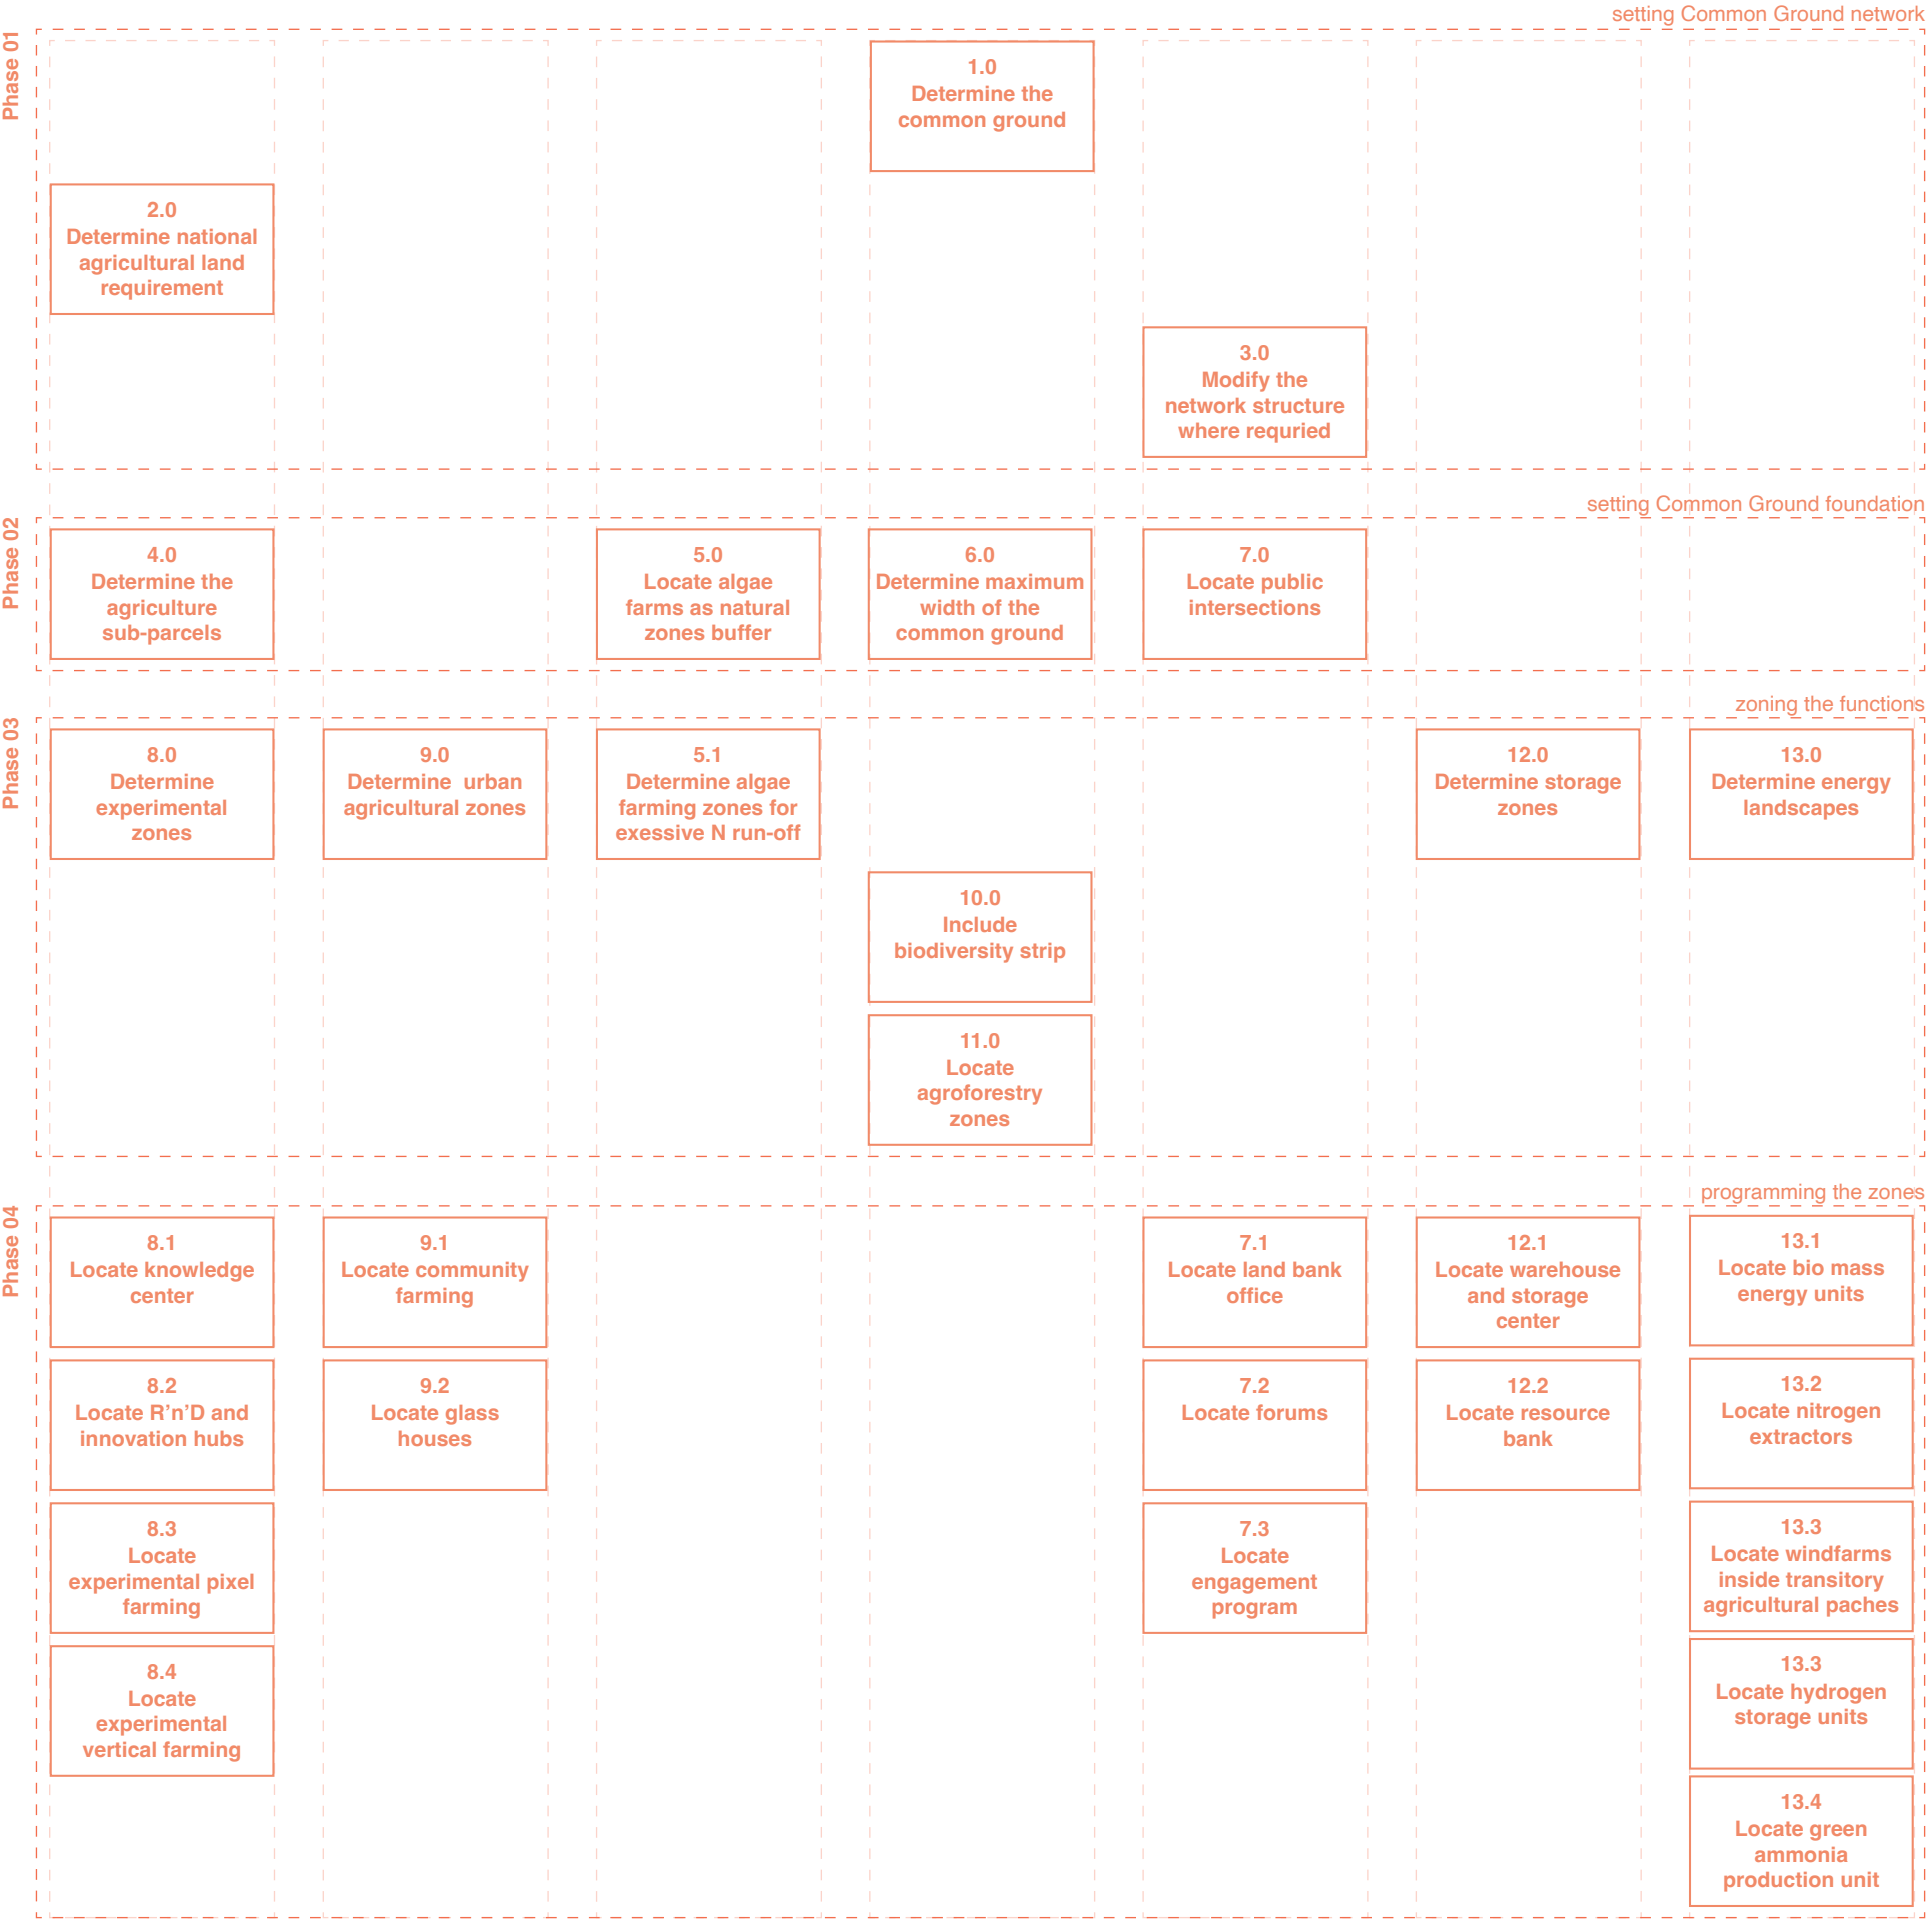 setting Common Ground network
Phase 01
1.0
Determine the
common ground
2.0
Determine national
agricultural land
requirement
3.0
Modify the
network structure
where requried
setting Common Ground foundation
Phase 02
4.0
Determine the
agriculture
sub-parcels
5.0
Locate algae
farms as natural
zones buffer
6.0
Determine maximum
width of the
common ground
7.0
Locate public
intersections
zoning the functions
Phase 03
8.0
Determine
experimental
zones
9.0
Determine  urban
agricultural zones
5.1
Determine algae
farming zones for
exessive N run-off
12.0
Determine storage
zones
13.0
Determine energy
landscapes
10.0
Include
biodiversity strip
11.0
Locate
agroforestry
zones
programming the zones
Phase 04
8.1
Locate knowledge
center
9.1
Locate community
farming
7.1
Locate land bank
office
12.1
Locate warehouse
and storage
center
13.1
Locate bio mass
energy units
8.2
Locate R'n'D and
innovation hubs
9.2
Locate glass
houses
7.2
Locate forums
12.2
Locate resource
bank
13.2
Locate nitrogen
extractors
8.3
Locate
experimental pixel
farming
7.3
Locate
engagement
program
13.3
Locate windfarms
inside transitory
agricultural paches
8.4
Locate
experimental
vertical farming
13.3
Locate hydrogen
storage units
13.4
Locate green
ammonia
production unit